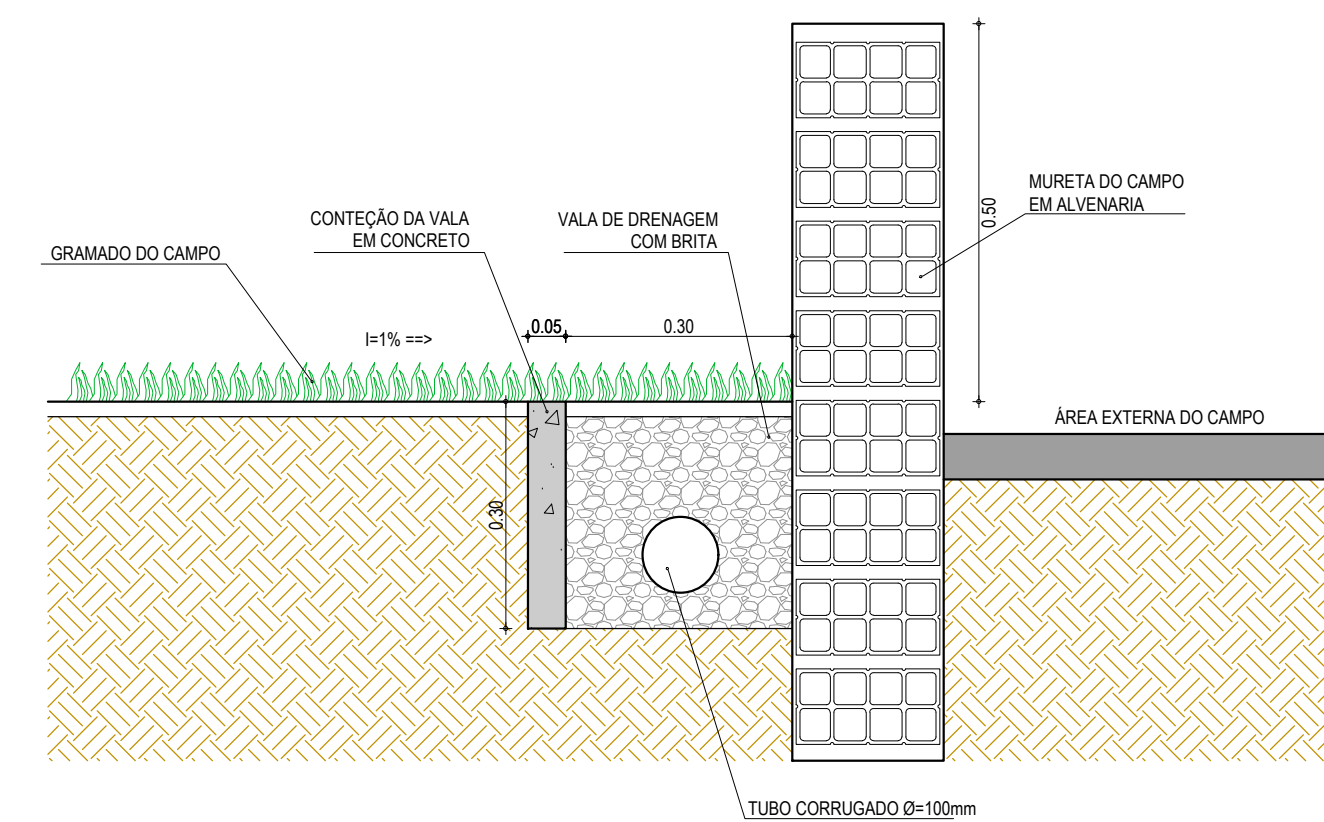 MURETA DO CAMPO
EM ALVENARIA
0.50
CONTEÇÃO DA VALA
EM CONCRETO
VALA DE DRENAGEM
COM BRITA
GRAMADO DO CAMPO
I=1% ==>
0.05
0.30
ÁREA EXTERNA DO CAMPO
0.30
TUBO CORRUGADO Ø=100mm